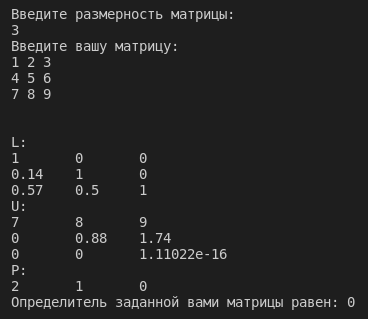 Введите размерность матрицы:
3
Введите вашу матрицу:
1 2 3
4 5 6
7 8 9
L:
1 0 0
0.14 1 0
0.57 0.5 1
U:
7 8 9
0 0.88 1.74
0 0 1.11022e-16
P:
2 1 0
Определитель заданной вами матрицы равен: 0